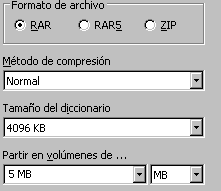 Formato de archivo
RAR RAR5 ZIP
Método de compresión
Normal
Tamaño del diccionario
4096 KB
Partir en volúmenes de ...
5 MB MB